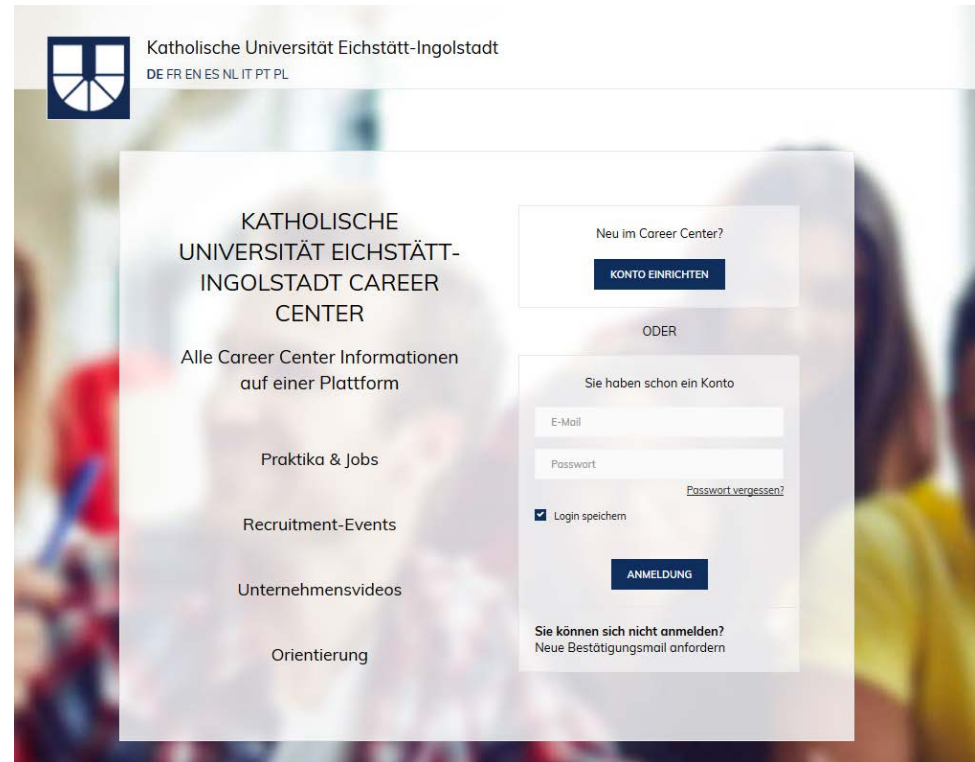 Katholische Universität Eichstätt-Ingolstadt
DE FR EN ES NL IT PT PL
KATHOLISCHE
UNIVERSITÄT EICHSTÄTT-
INGOLSTADT CAREER
CENTER
Alle Career Center Informationen
auf einer Plattform
Praktika & Jobs
Recruitment-Events
Unternehmensvideos
Orientierung
Neu im Career Center?
KONTO EINRICHTEN
ODER
Sie haben schon ein Konto
E-Mail
Passwort
Passwort vergessen?
Login speichern
ANMELDUNG
Sie können sich nicht anmelden?
Neue Bestätigungsmail anfordern